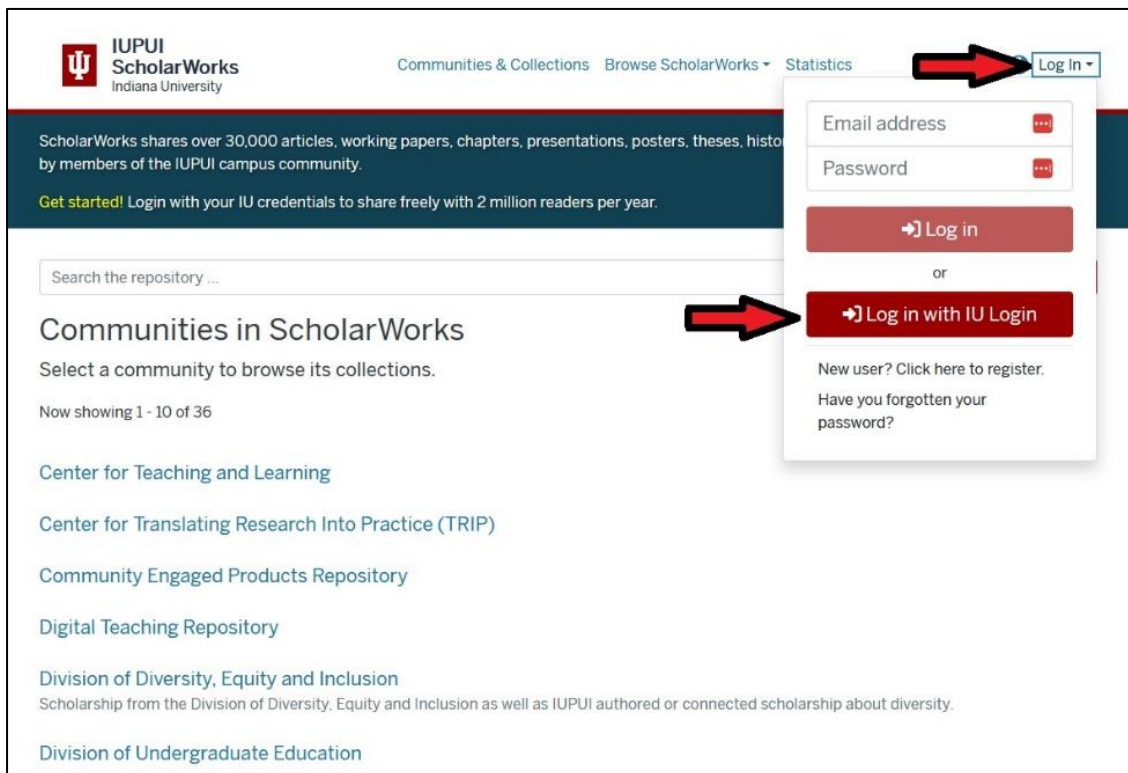 IUPUI
ScholarWorks
Indiana University
Communities & Collections Browse ScholarWorks Statistics Log In
ScholarWorks shares over 30,000 articles, working papers, chapters, presentations, posters, theses,
by members of the IUPUI campus community.
Get started! Login with your IU credentials to share freely with 2 million readers per year.
Email address
Password
Log in
or
Log in with IU Login
New user? Click here to register.
Have you forgotten your
password?
Search the repository ...
Communities in ScholarWorks
Select a community to browse its collections.
Now showing 1 - 10 of 36
Center for Teaching and Learning
Center for Translating Research Into Practice (TRIP)
Community Engaged Products Repository
Digital Teaching Repository
Division of Diversity, Equity and Inclusion
Scholarship from the Division of Diversity, Equity and Inclusion as well as IUPUI authored or connected scholarship about diversity.
Division of Undergraduate Education